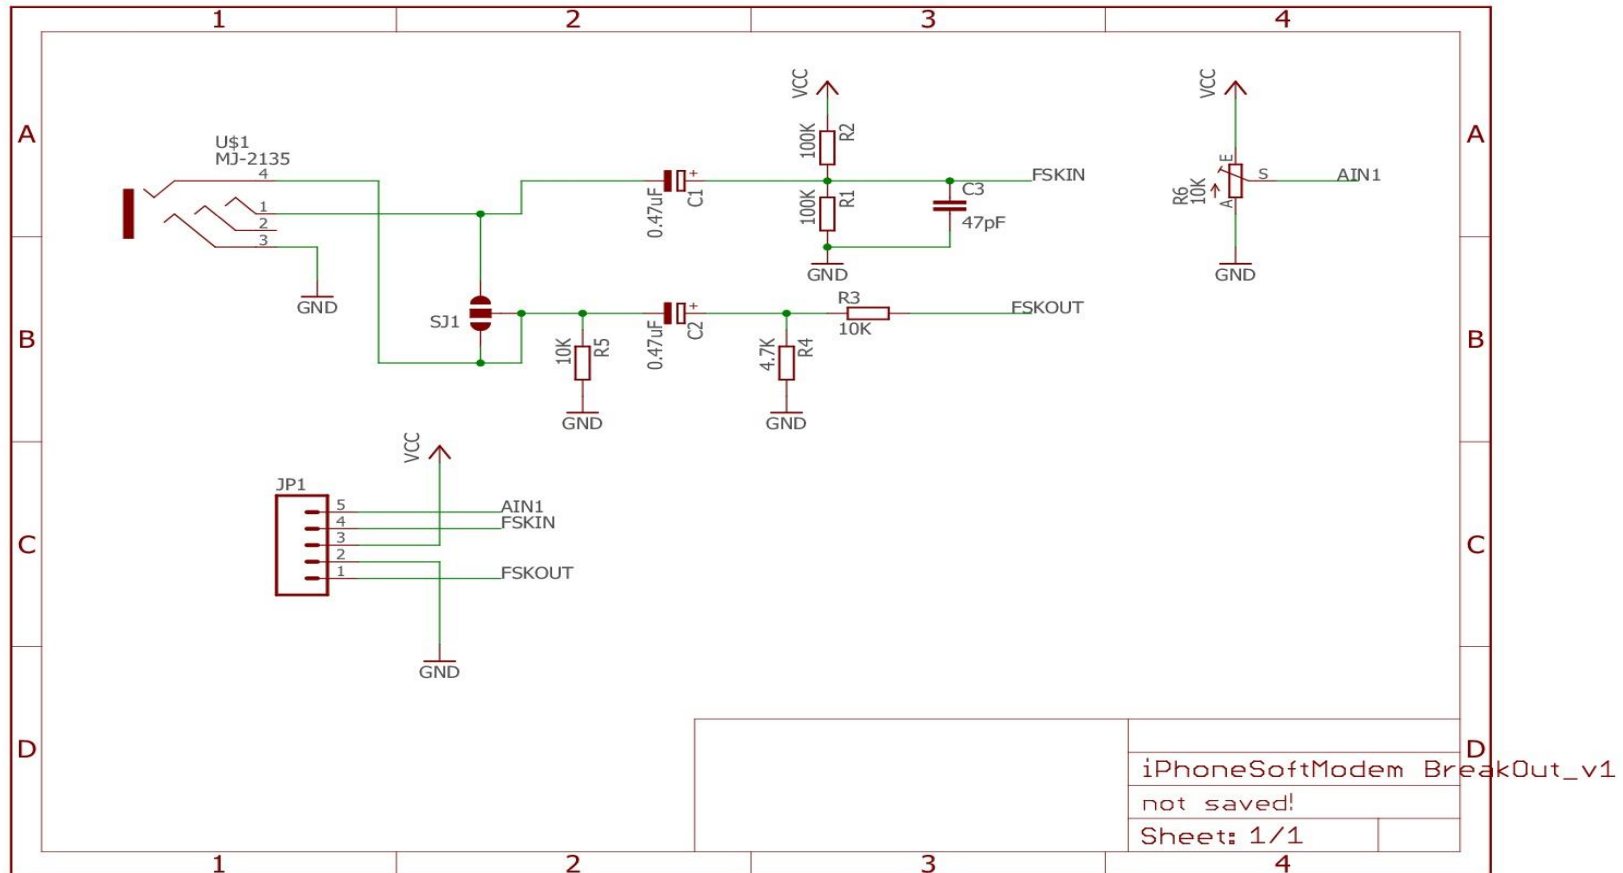 1 2 3 4
A A
B B
C C
D D
U$1
MJ-2135
4
1
2
3
GND
SJ1
0.47uF C1 +
VCC
100K R2
100K R1
GND
C3
47pF
FSKIN
VCC
R6
10K
E
S
A
AIN1
GND
10K R5
GND
0.47uF C2 +
4.7K R4
GND
R3
10K
FSKOUT
VCC
JP1
5 AIN1
4 FSKIN
3
2
1 FSKOUT
GND
iPhoneSoftModem BreakOut_v1
not saved!
Sheet: 1/1
1 2 3 4